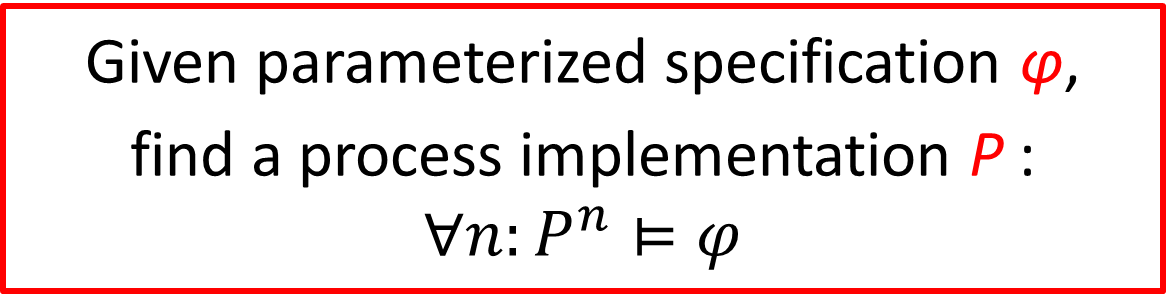 Given parameterized specification φ,
find a process implementation P :
∀n: Pⁿ ⊨ φ